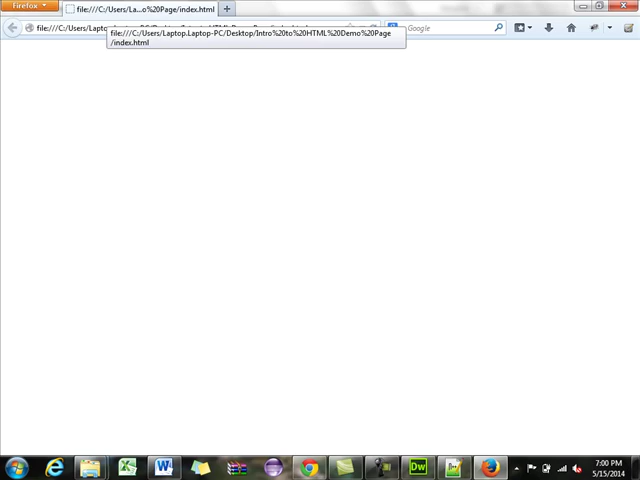 Firefox
file:///C:/Users/La...o%20Page/index.html
file:///C:/Users/Laptop.Laptop-PC/Desktop/Intro%20to%20HTML%20Demo%20Page
/index.html
Google
Dw
7:00 PM
5/15/2014